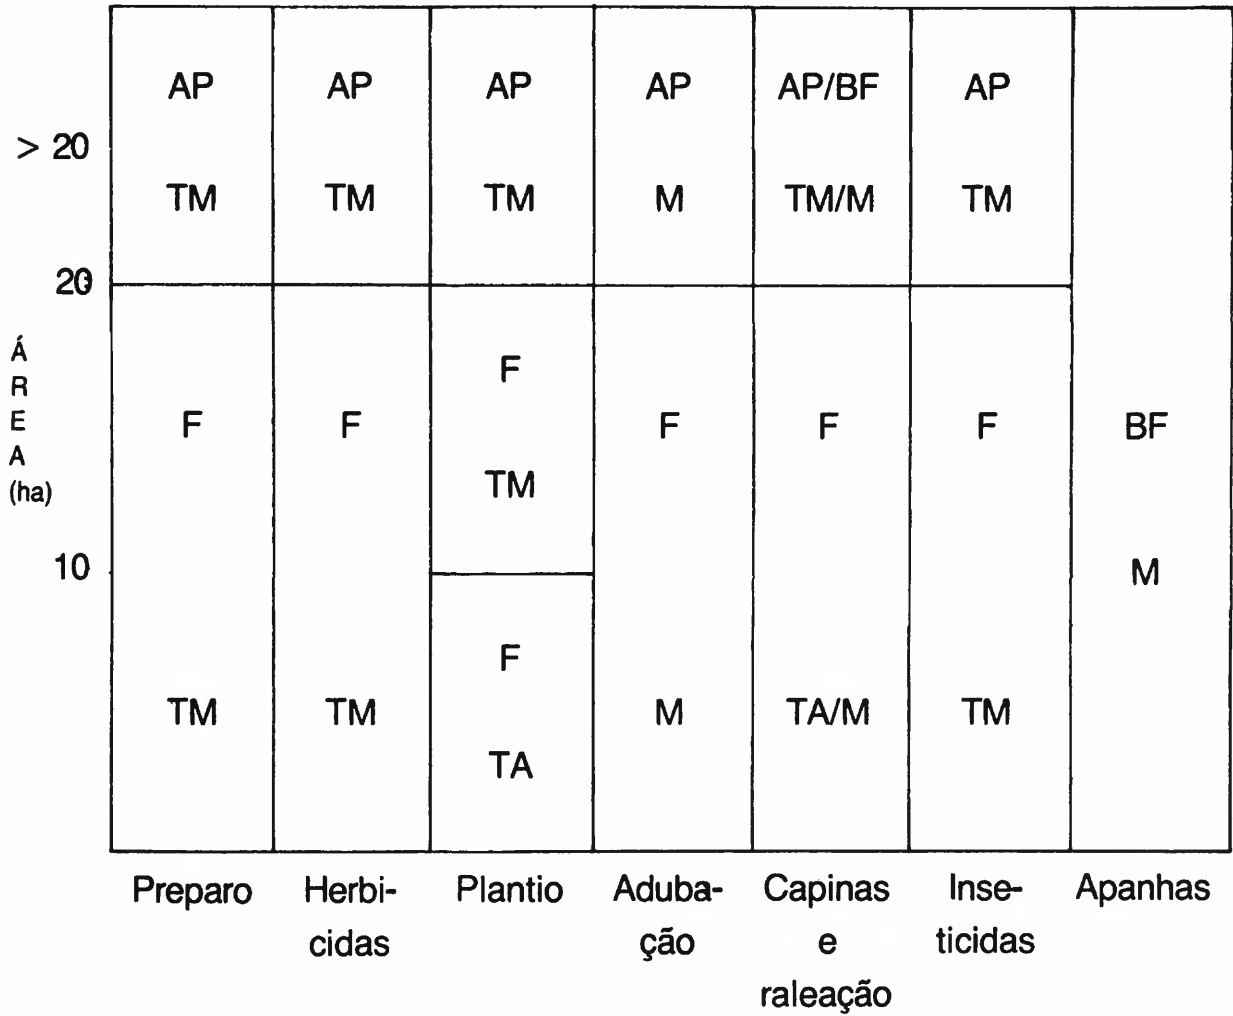 AP AP AP AP AP/BF AP
> 20
TM TM TM M TM/M TM
20
Á
R
E
A
(ha)
F
F F F F F BF
TM
10
M
F
TM TM M TA/M TM
TA
Preparo Herbi- Plantio Aduba- Capinas Inse- Apanhas
cidas ção e ticidas
raleação